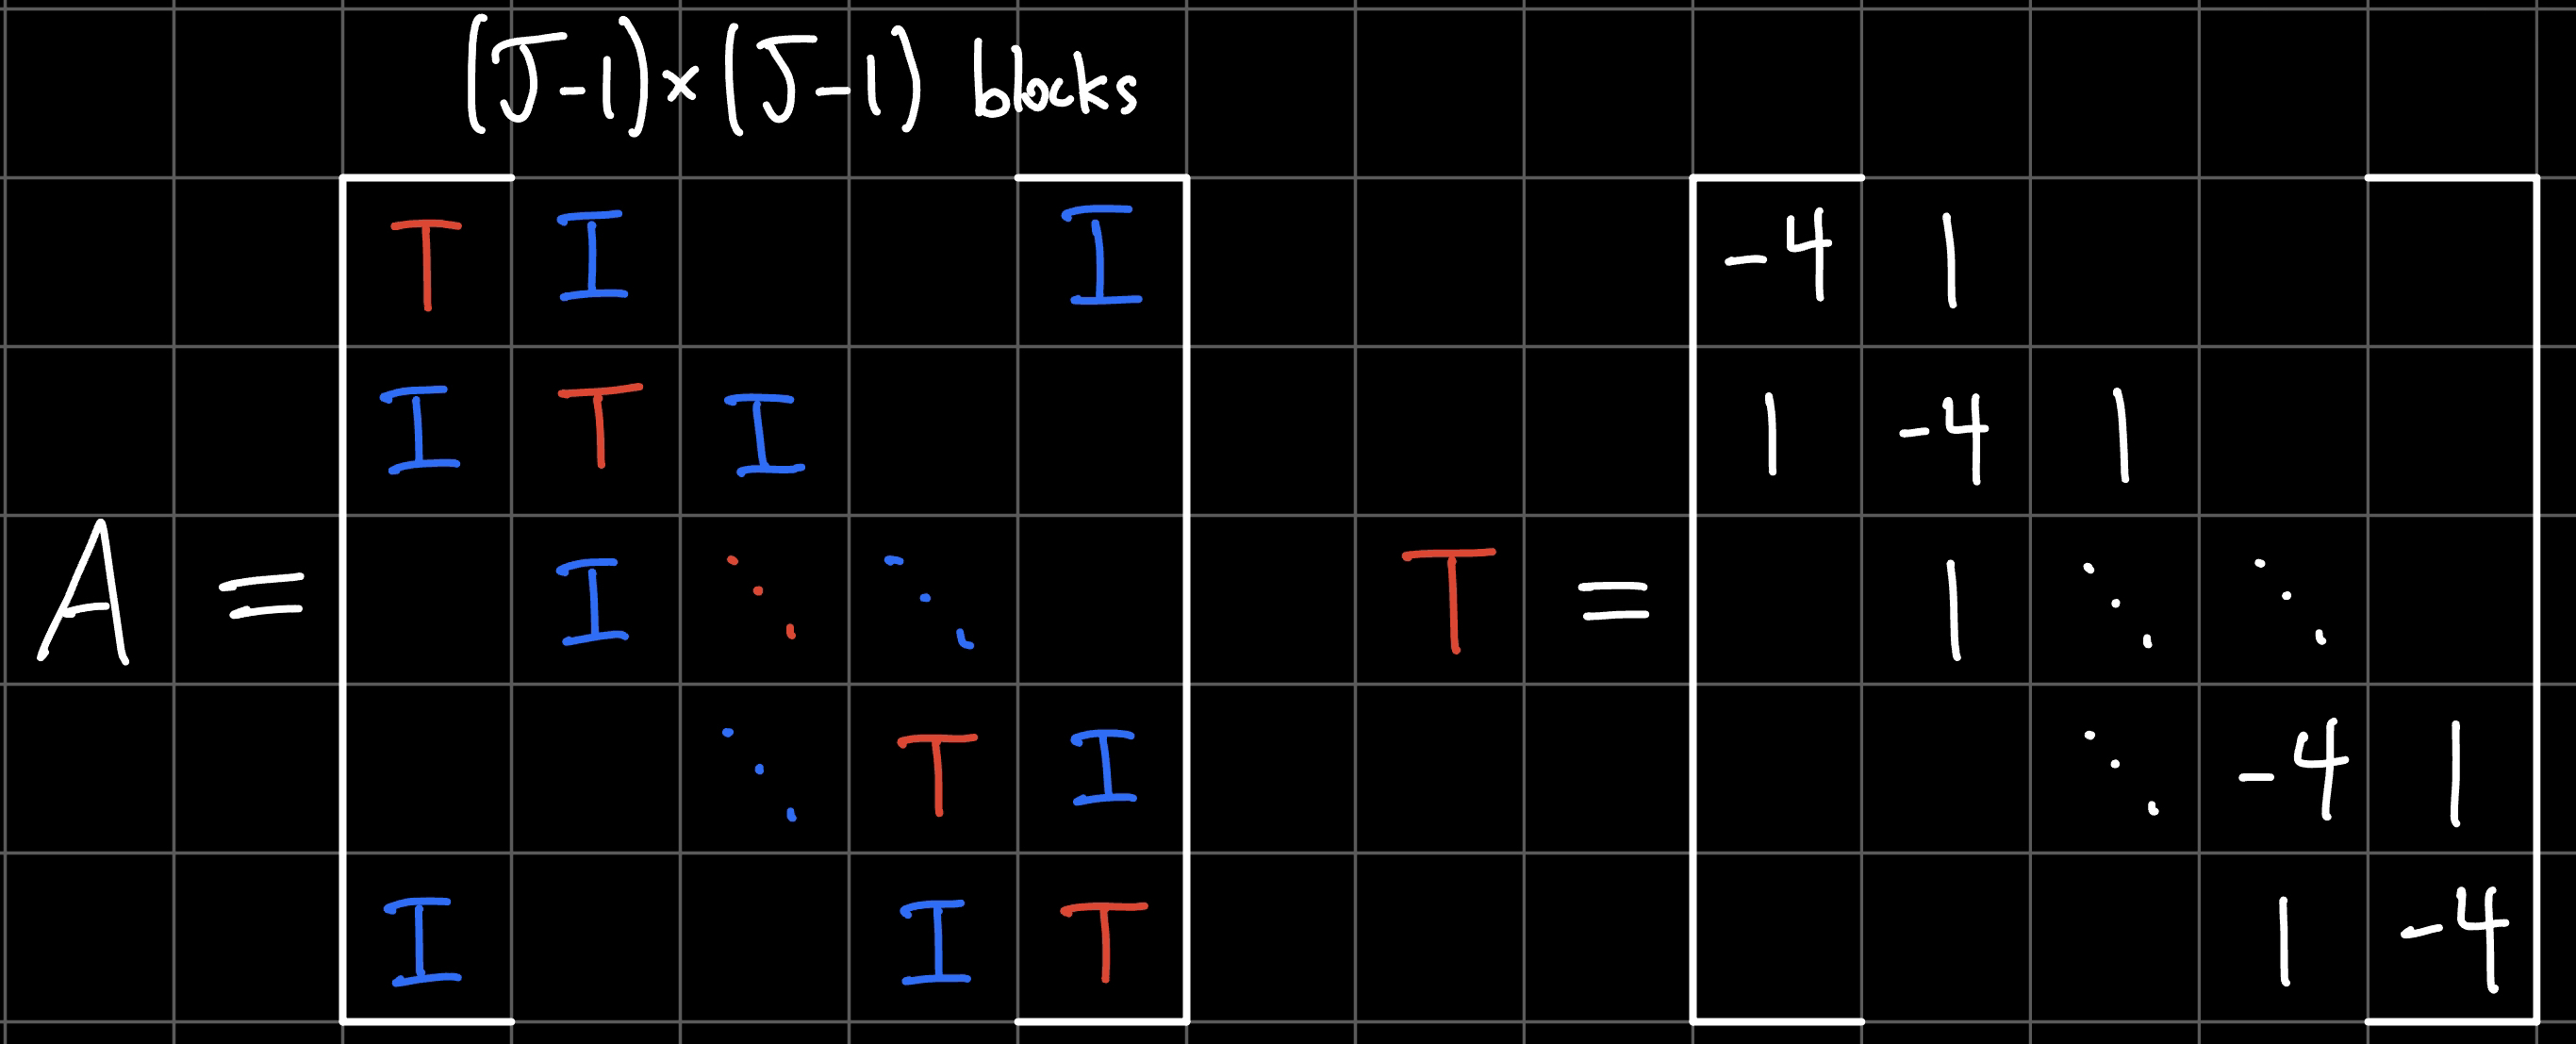 (J-1)×(J-1) blocks
T I I -4 1
I T I 1 -4 1
A = I ⋱ ⋱ T = 1 ⋱ ⋱
⋱ T I ⋱ -4 1
I I T 1 -4